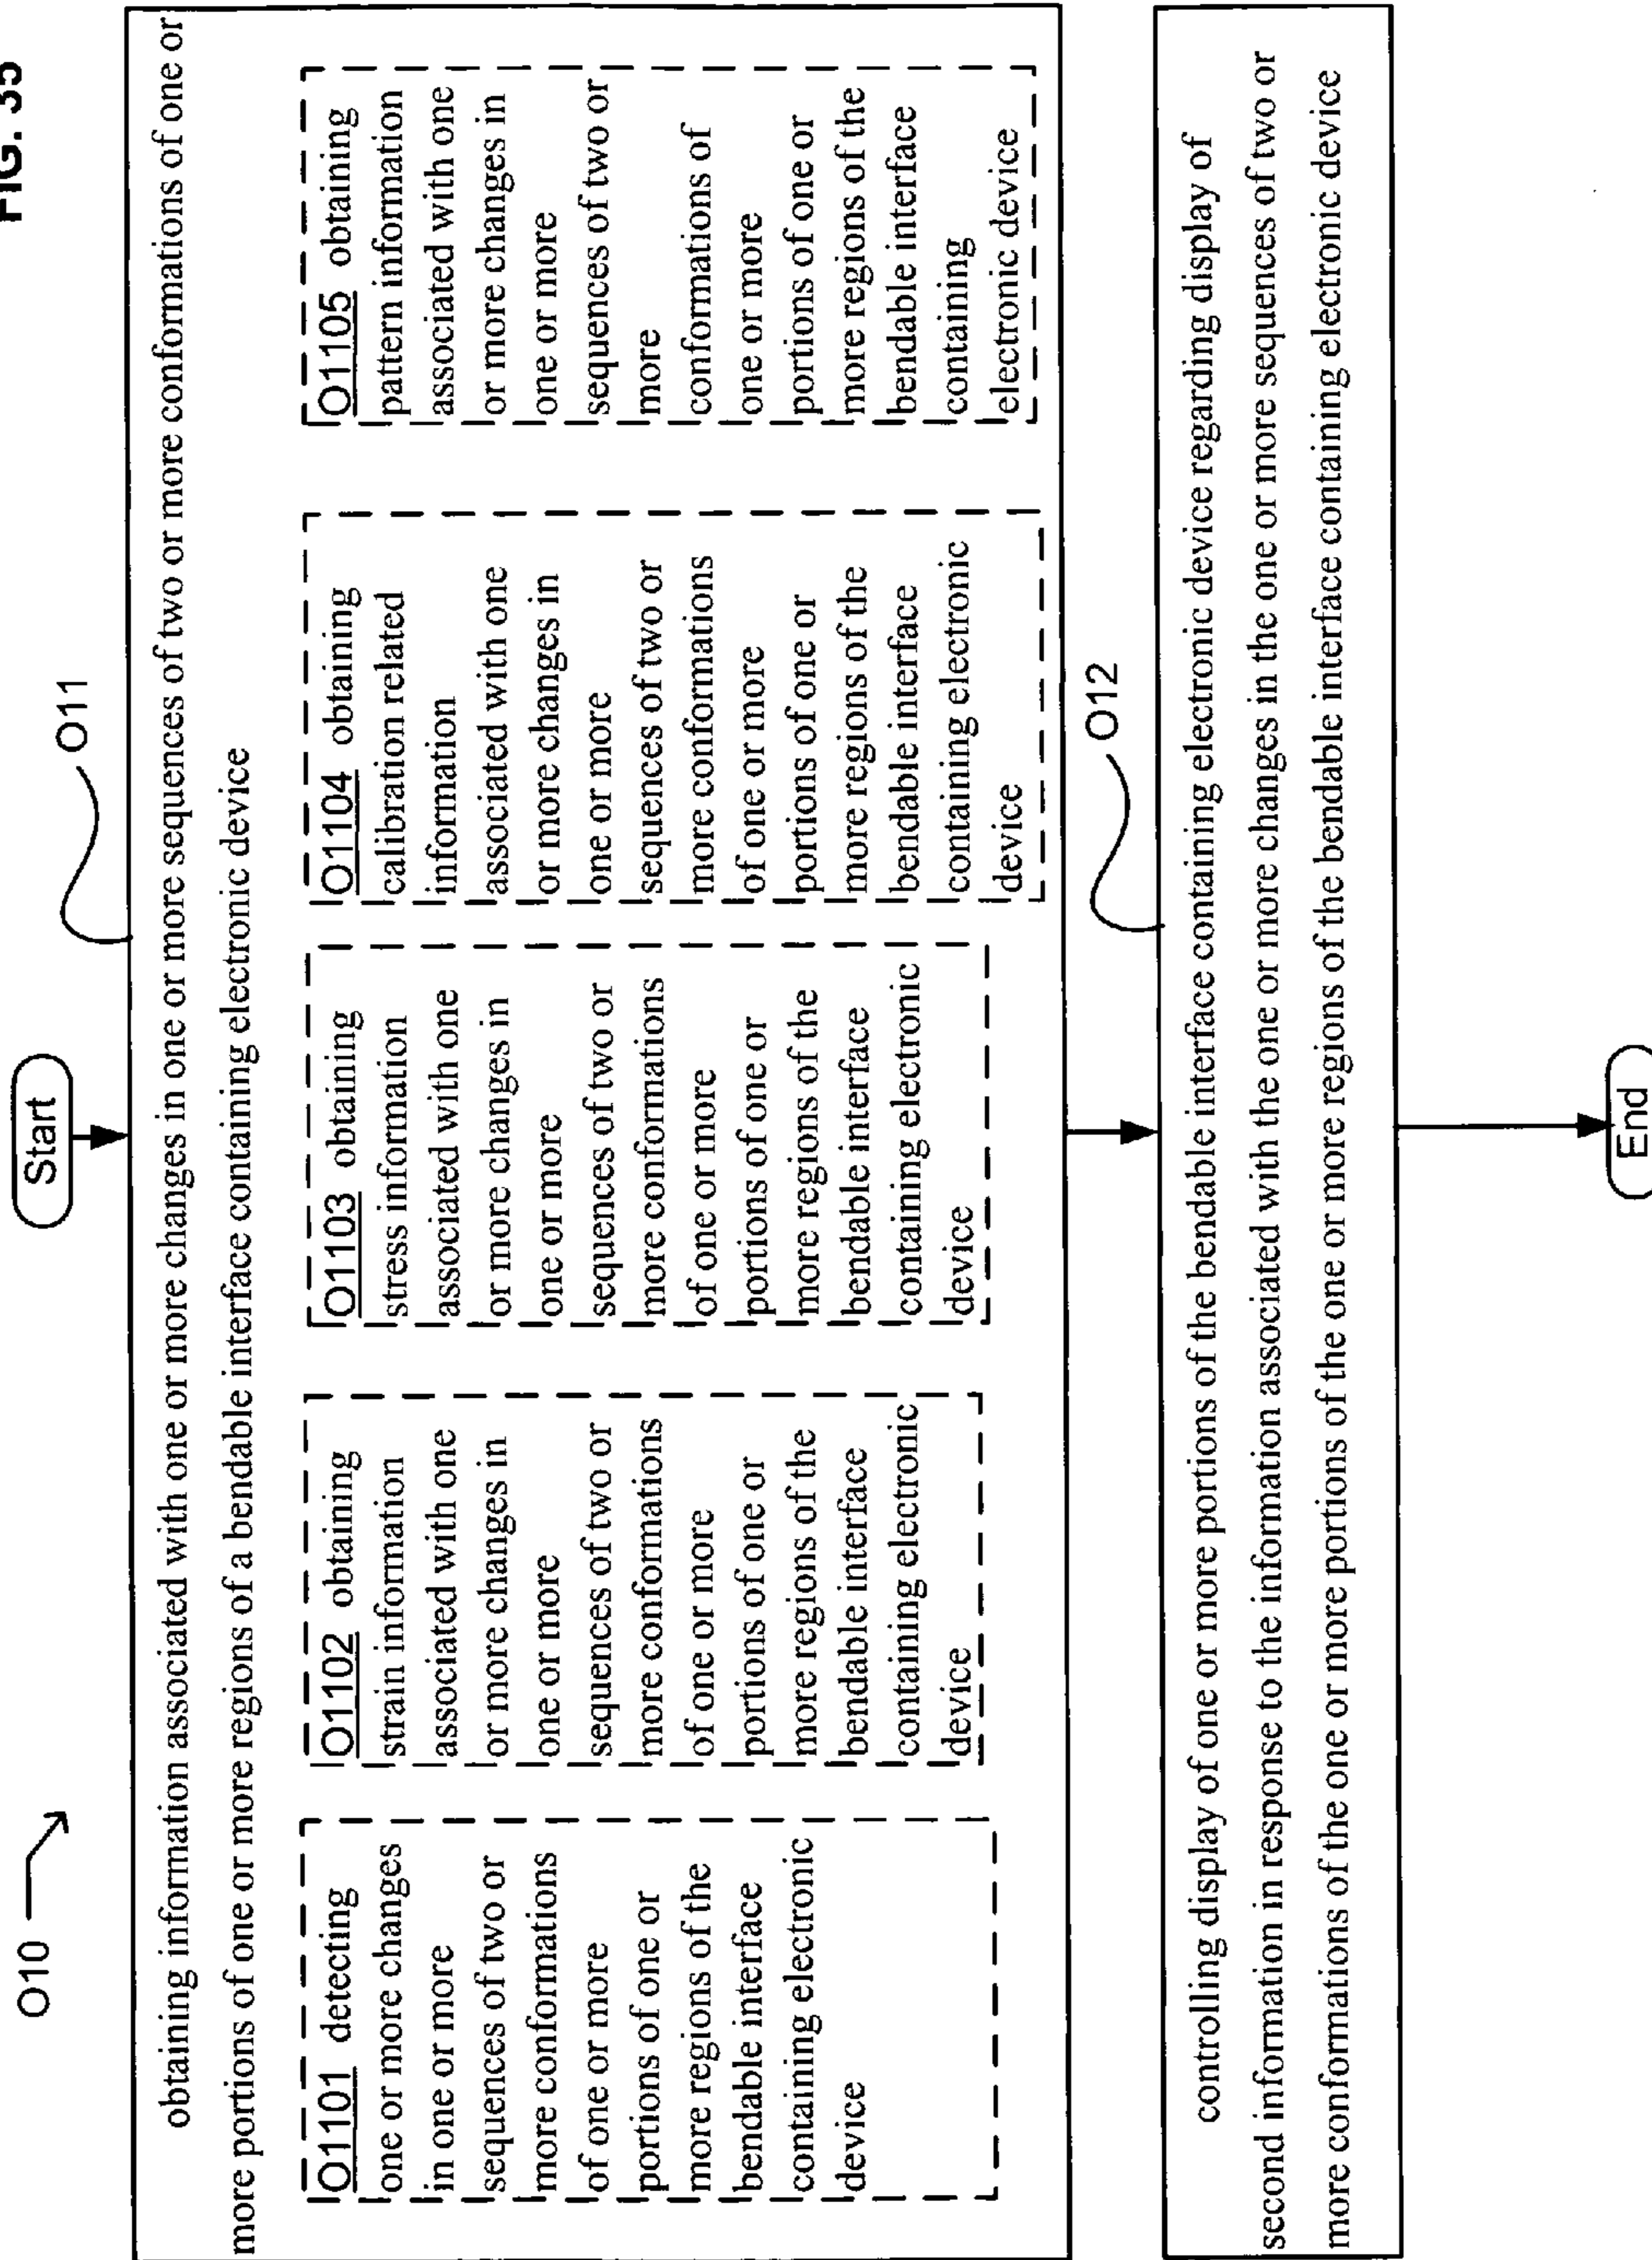 FIG. 35
O10
Start
O11
obtaining information associated with one or more changes in one or more sequences of two or more conformations of one or
more portions of one or more regions of a bendable interface containing electronic device
O1101 detecting
one or more changes
in one or more
sequences of two or
more conformations
of one or more
portions of one or
more regions of the
bendable interface
containing electronic
device
O1102 obtaining
strain information
associated with one
or more changes in
one or more
sequences of two or
more conformations
of one or more
portions of one or
more regions of the
bendable interface
containing electronic
device
O1103 obtaining
stress information
associated with one
or more changes in
one or more
sequences of two or
more conformations
of one or more
portions of one or
more regions of the
bendable interface
containing electronic
device
O1104 obtaining
calibration related
information
associated with one
or more changes in
one or more
sequences of two or
more conformations
of one or more
portions of one or
more regions of the
bendable interface
containing electronic
device
O1105 obtaining
pattern information
associated with one
or more changes in
one or more
sequences of two or
more
conformations of
one or more
portions of one or
more regions of the
bendable interface
containing
electronic device
O12
controlling display of one or more portions of the bendable interface containing electronic device regarding display of
second information in response to the information associated with the one or more changes in the one or more sequences of two or
more conformations of the one or more portions of the one or more regions of the bendable interface containing electronic device
End